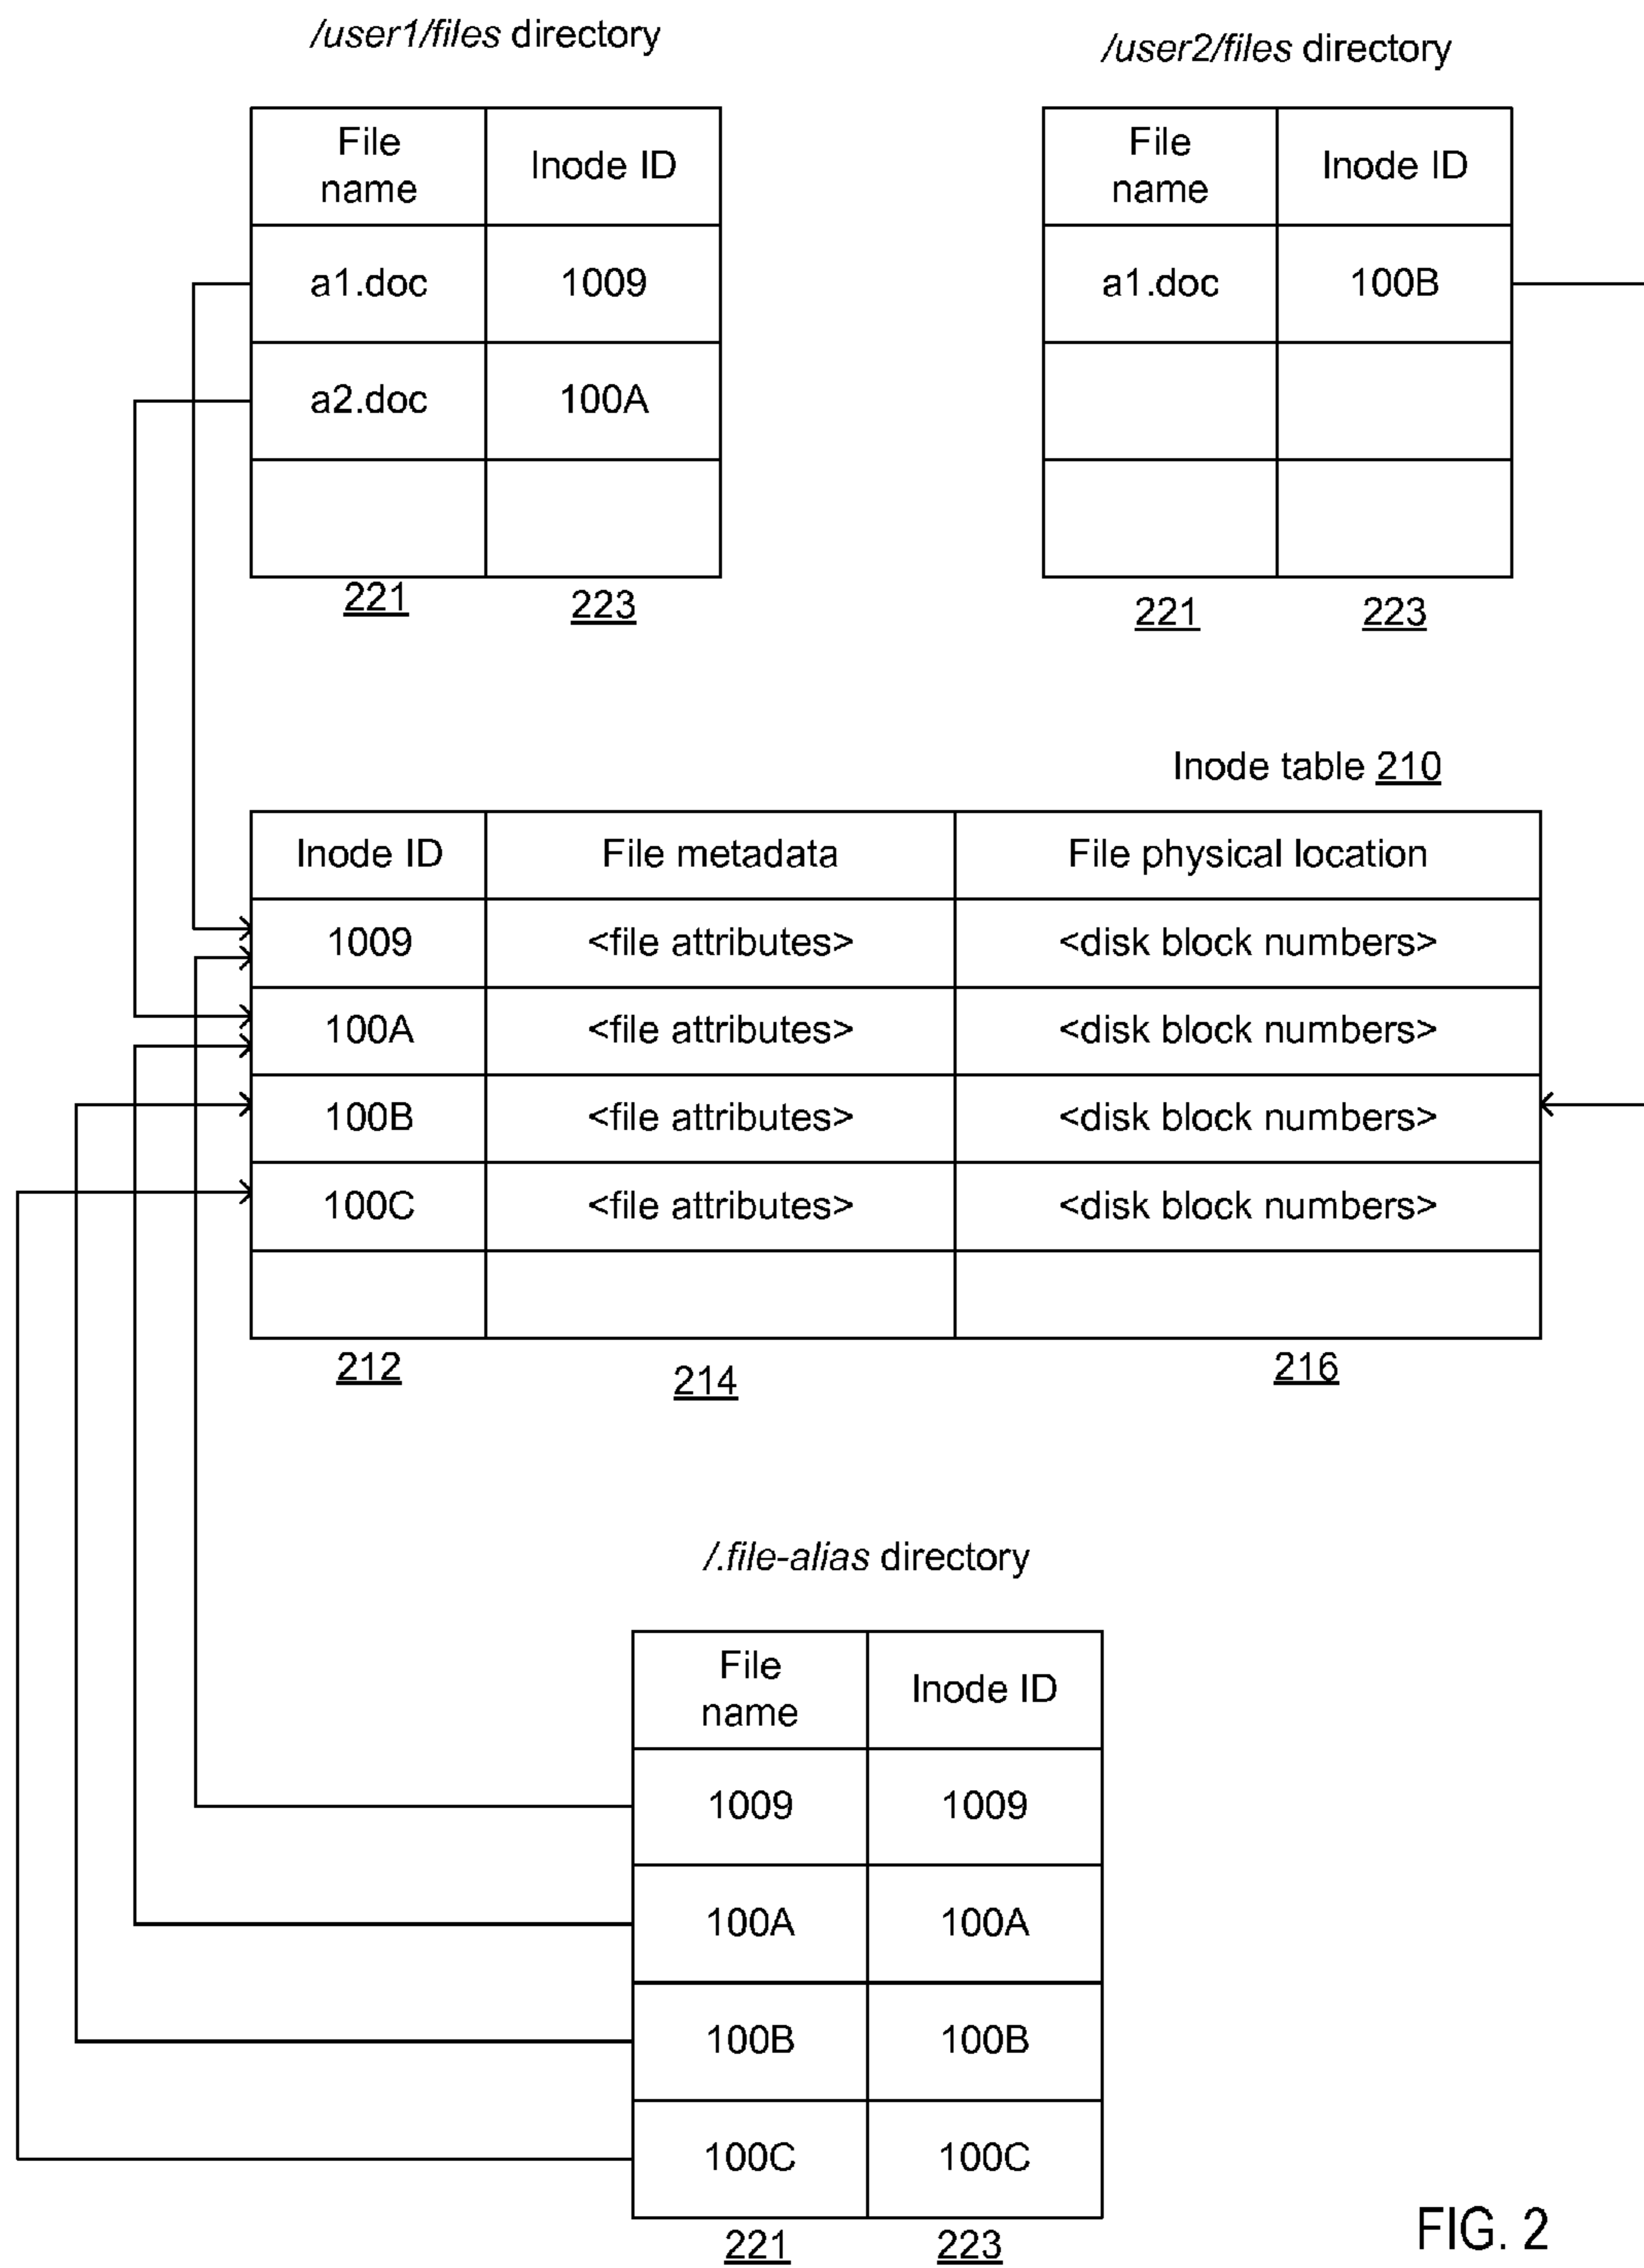 /user1/files directory
File name
Inode ID
a1.doc
1009
a2.doc
100A
221
223
/user2/files directory
File name
Inode ID
a1.doc
100B
221
223
Inode table 210
Inode ID
File metadata
File physical location
1009
<file attributes>
<disk block numbers>
100A
<file attributes>
<disk block numbers>
100B
<file attributes>
<disk block numbers>
100C
<file attributes>
<disk block numbers>
212
214
216
/.file-alias directory
File name
Inode ID
1009
1009
100A
100A
100B
100B
100C
100C
221
223
FIG. 2